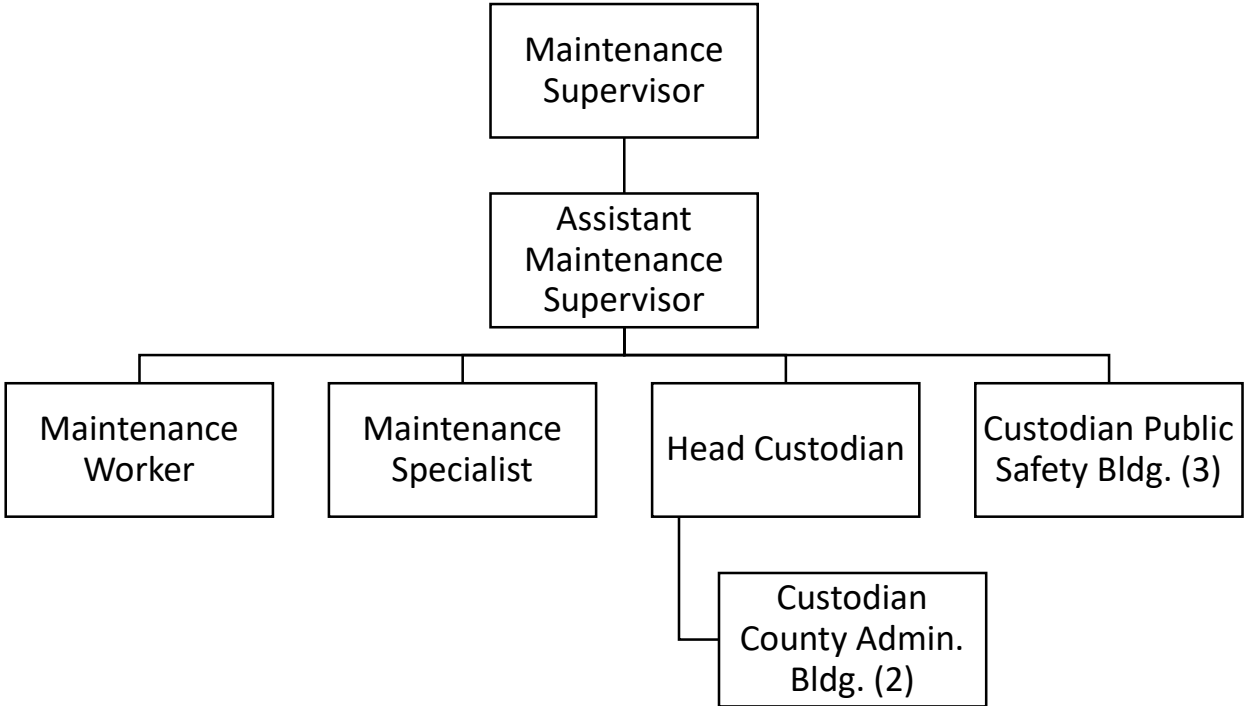 Maintenance
Supervisor
Assistant
Maintenance
Supervisor
Maintenance
Worker
Maintenance
Specialist
Head Custodian
Custodian Public
Safety Bldg. (3)
Custodian
County Admin.
Bldg. (2)